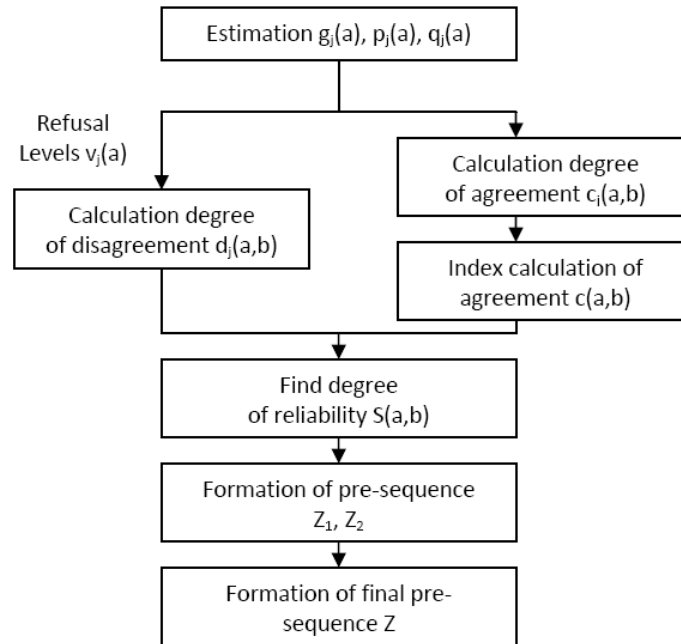 Estimation gⱼ(a), pⱼ(a), qⱼ(a)
Refusal
Levels vⱼ(a)
Calculation degree
of disagreement dⱼ(a,b)
Calculation degree
of agreement cᵢ(a,b)
Index calculation of
agreement c(a,b)
Find degree
of reliability S(a,b)
Formation of pre-sequence
Z₁, Z₂
Formation of final pre-
sequence Z